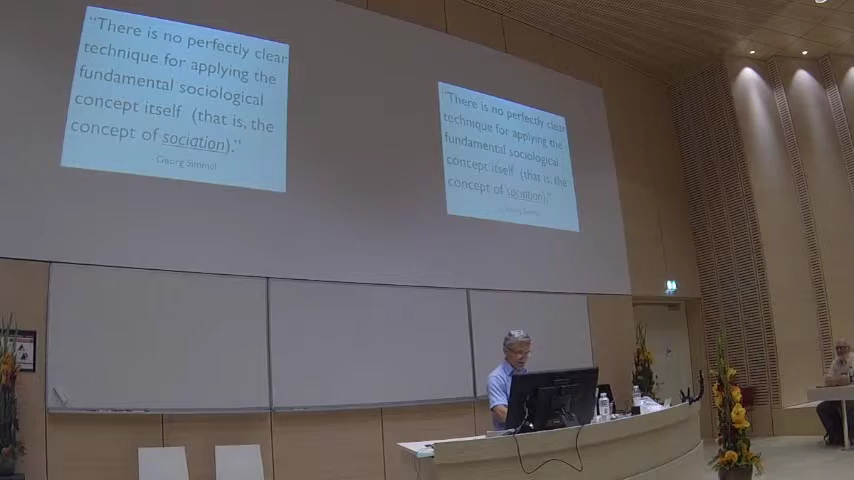 “There is no perfectly clear
technique for applying the
fundamental sociological
concept itself (that is, the
concept of sociation).”
Georg Simmel
“There is no perfectly clear
technique for applying the
fundamental sociological
concept itself (that is, the
concept of sociation).”
Georg Simmel